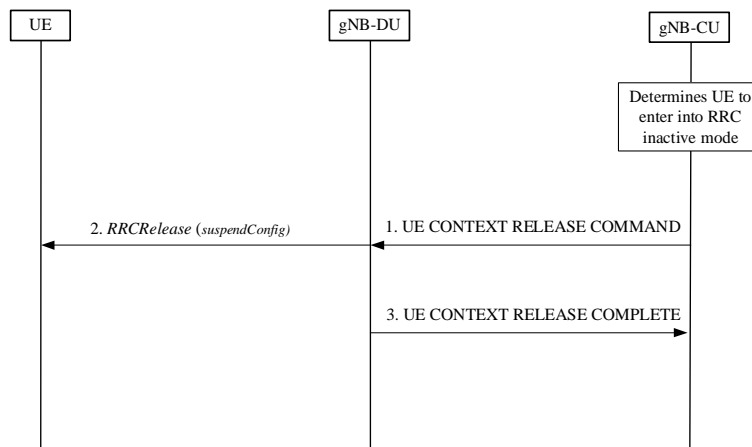 UE
gNB-DU
gNB-CU
Determines UE to
enter into RRC
inactive mode
2. RRCRelease (suspendConfig)
1. UE CONTEXT RELEASE COMMAND
3. UE CONTEXT RELEASE COMPLETE